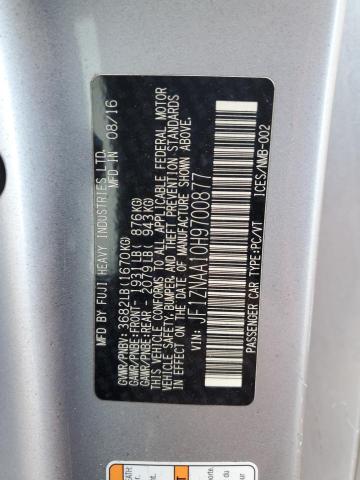 MFD BY FUJI HEAVY INDUSTRIES LTD.
MFD IN 08/16
GVWR/PNBV: 3682LB(1670KG)
GAWR/PNBE:FRONT- 1931LB( 876KG)
GAWR/PNBE:REAR - 2079LB( 943KG)
THIS VEHICLE CONFORMS TO ALL APPLICABLE FEDERAL MOTOR
VEHICLE SAFETY,BUMPER, AND THEFT PREVENTION STANDARDS
IN EFFECT ON THE DATE OF MANUFACTURE SHOWN ABOVE.
VIN: JF1ZNAA10H9700877
PASSENGER CAR TYPE:PC/VT
ICES/NMB-002